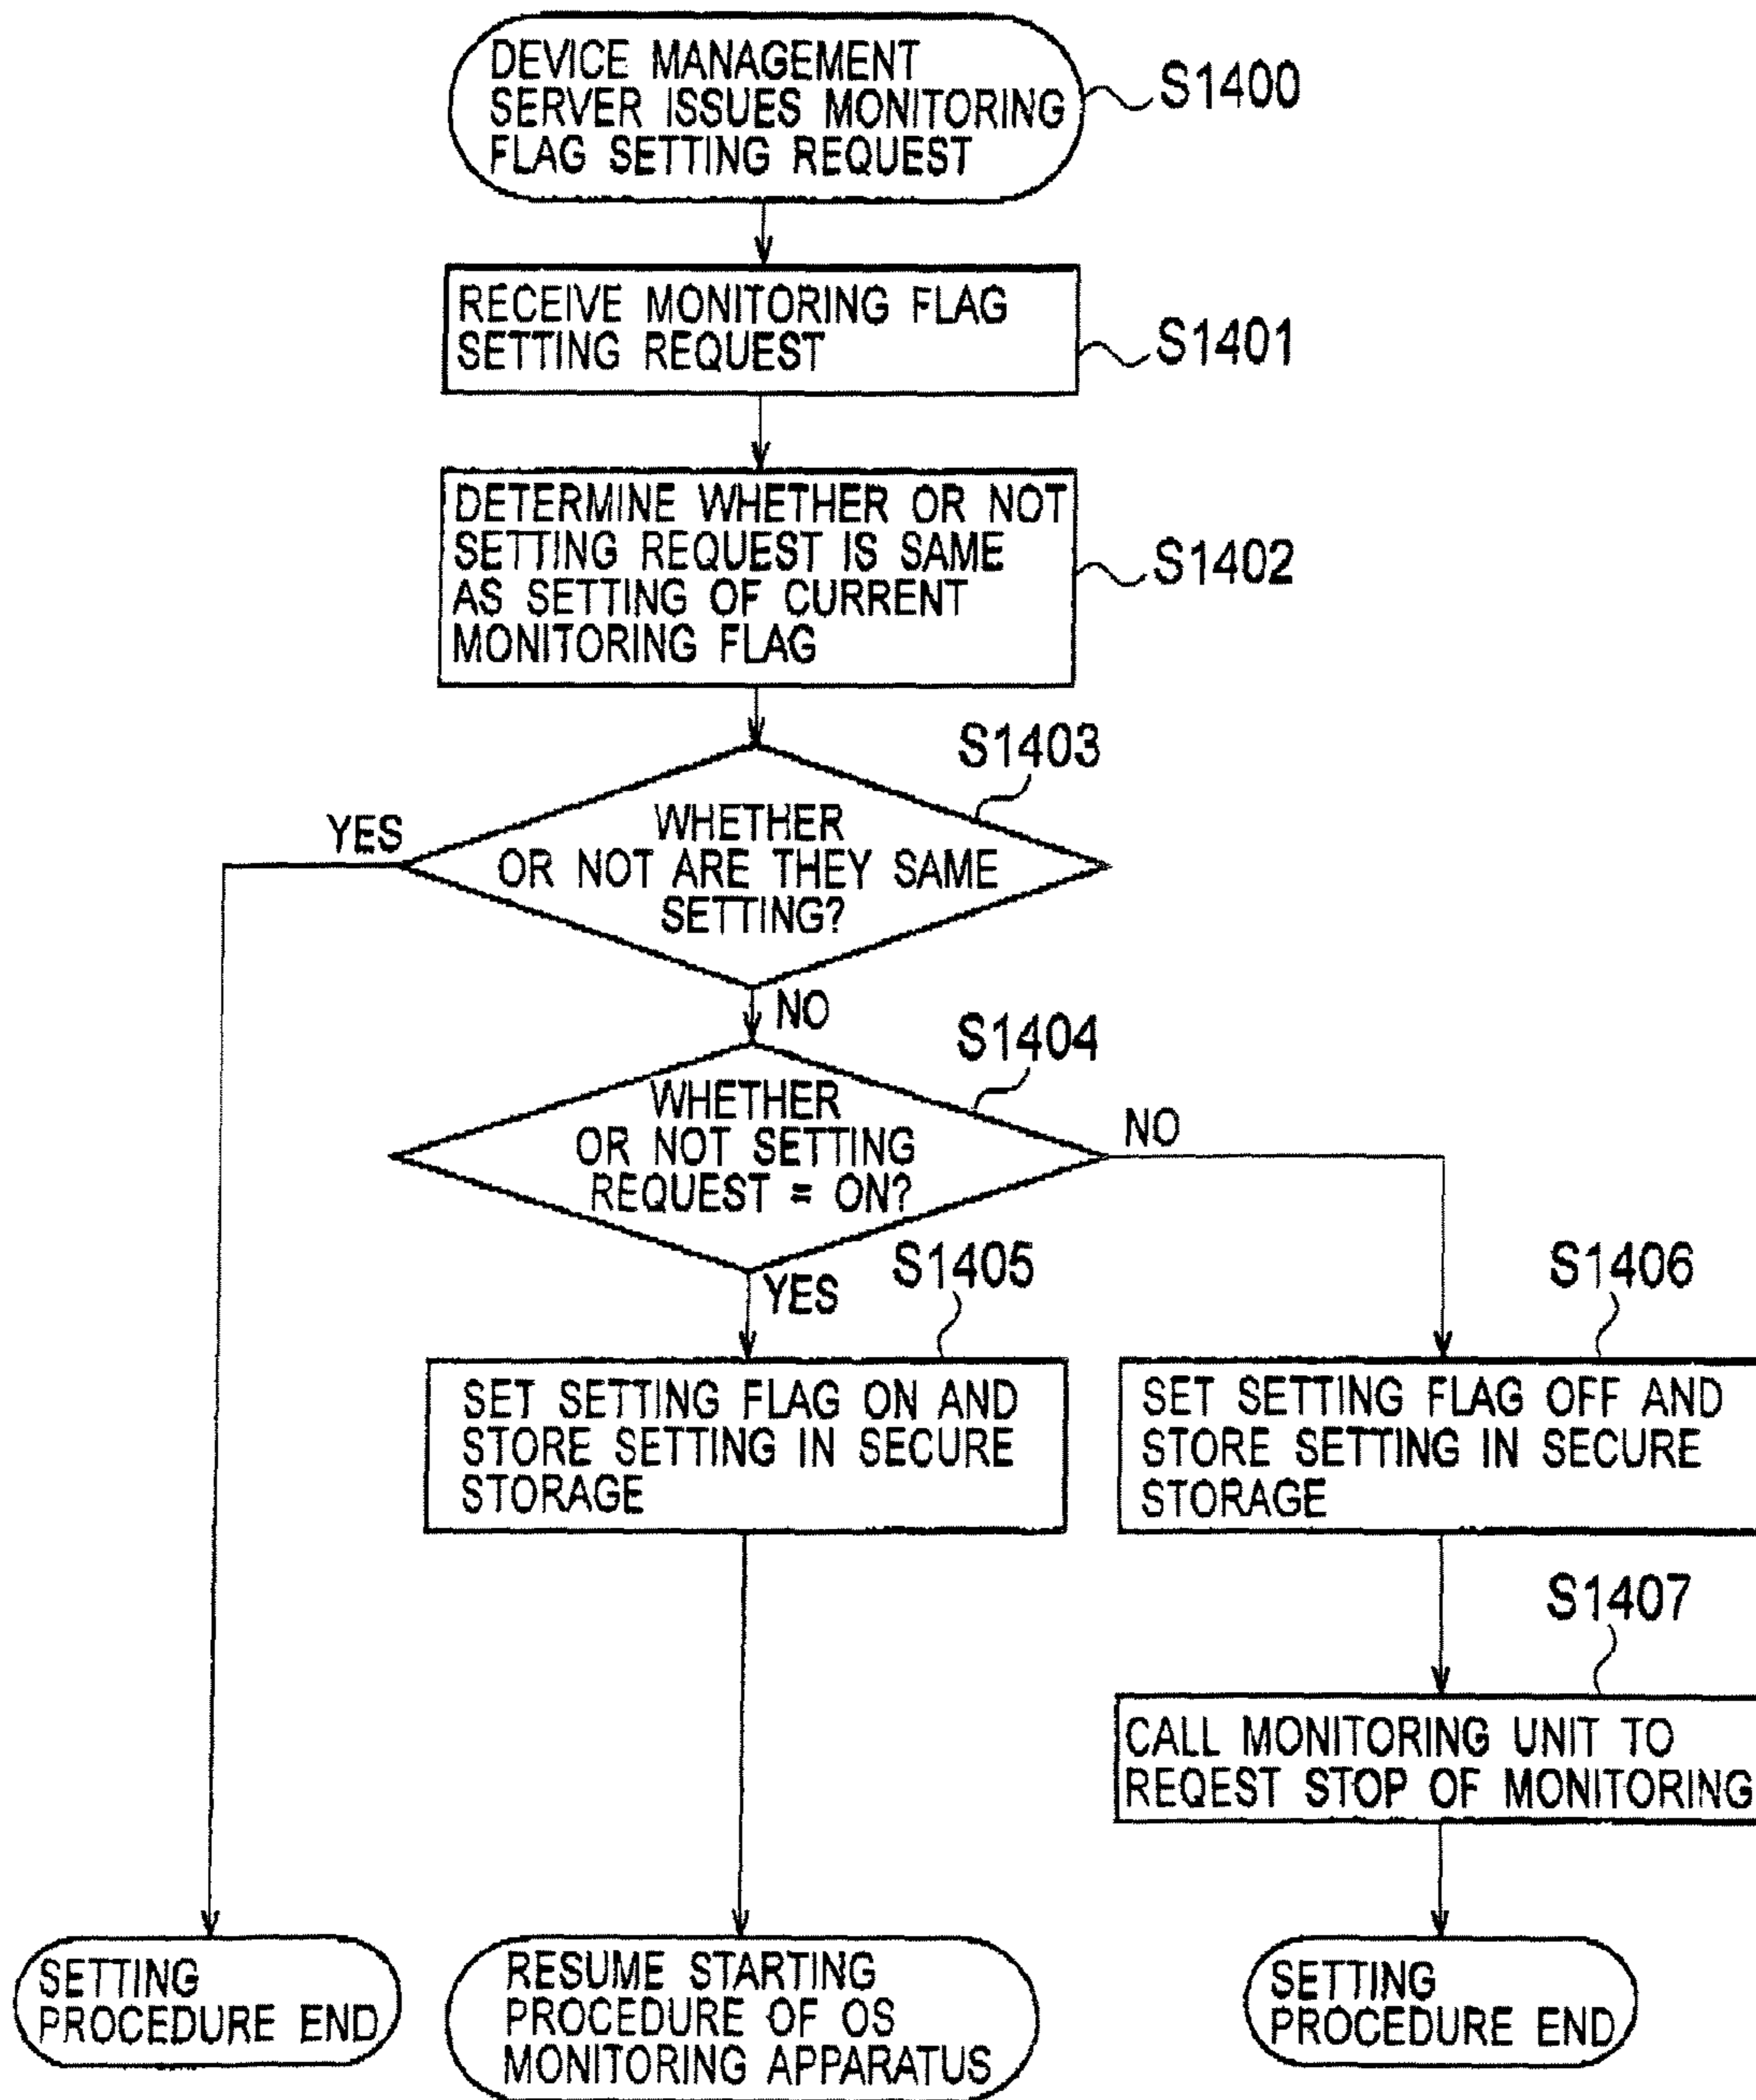 DEVICE MANAGEMENT
SERVER ISSUES MONITORING
FLAG SETTING REQUEST
S1400
RECEIVE MONITORING FLAG
SETTING REQUEST
S1401
DETERMINE WHETHER OR NOT
SETTING REQUEST IS SAME
AS SETTING OF CURRENT
MONITORING FLAG
S1402
S1403
YES
WHETHER
OR NOT ARE THEY SAME
SETTING?
NO
S1404
WHETHER
OR NOT SETTING
REQUEST = ON?
NO
YES
S1405
SET SETTING FLAG ON AND
STORE SETTING IN SECURE
STORAGE
S1406
SET SETTING FLAG OFF AND
STORE SETTING IN SECURE
STORAGE
S1407
CALL MONITORING UNIT TO
REQEST STOP OF MONITORING
SETTING
PROCEDURE END
RESUME STARTING
PROCEDURE OF OS
MONITORING APPARATUS
SETTING
PROCEDURE END